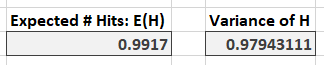 Expected # Hits: E(H) Variance of H
0.9917 0.97943111